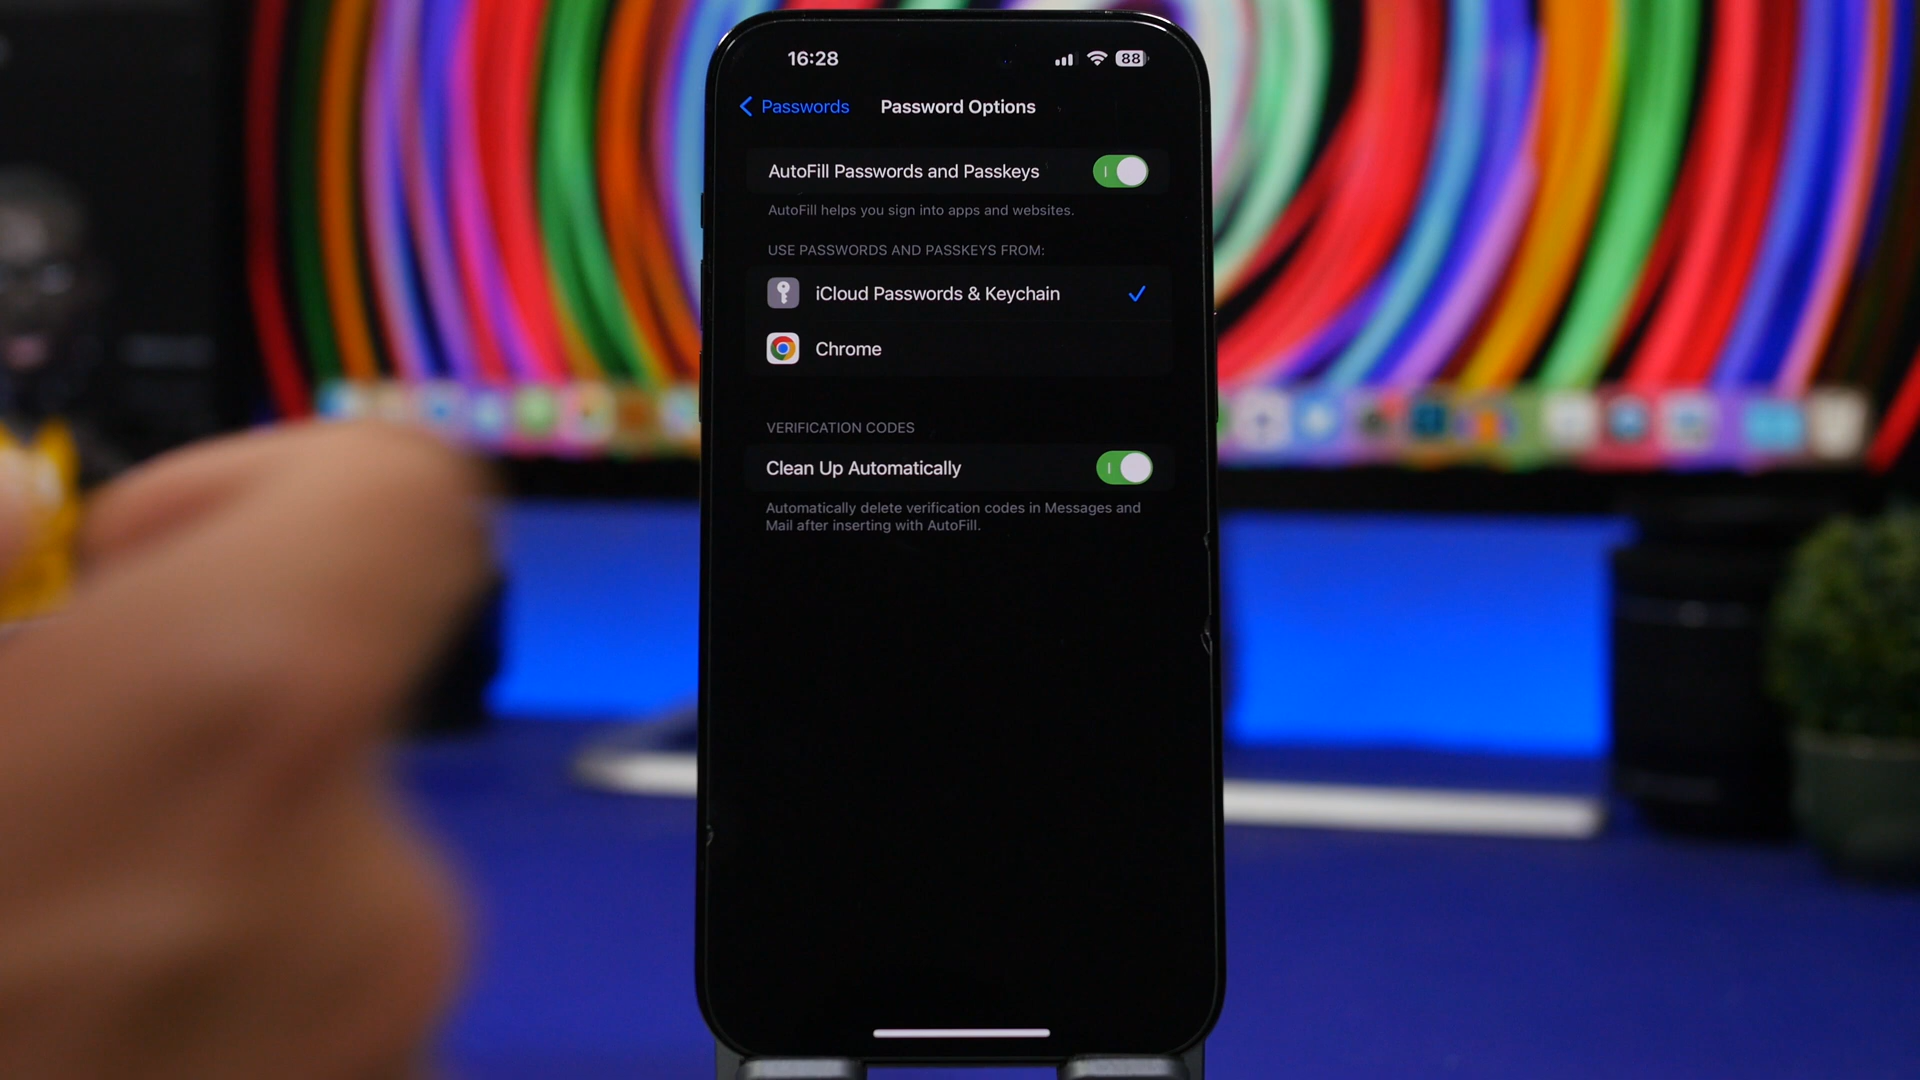 16:28
88
Passwords
Password Options
AutoFill Passwords and Passkeys
AutoFill helps you sign into apps and websites.
USE PASSWORDS AND PASSKEYS FROM:
iCloud Passwords & Keychain
Chrome
VERIFICATION CODES
Clean Up Automatically
Automatically delete verification codes in Messages and
Mail after inserting with AutoFill.